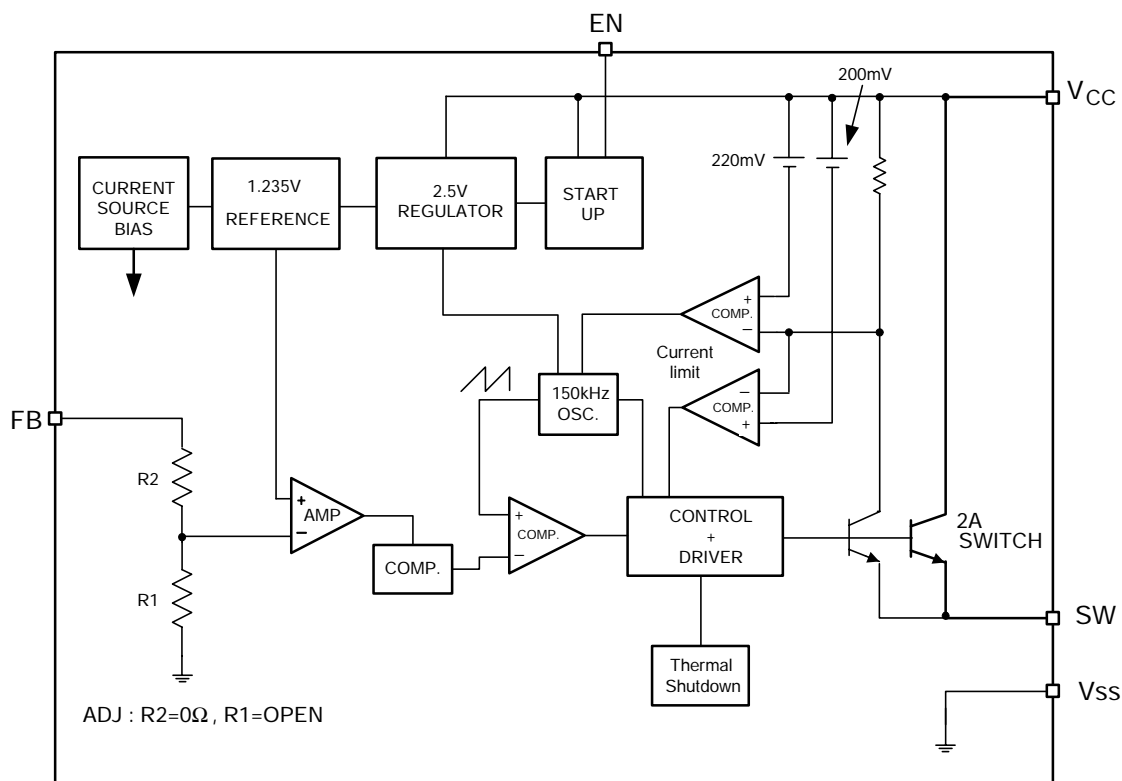 EN
200mV
VCC
220mV
CURRENT
SOURCE
BIAS
1.235V
REFERENCE
2.5V
REGULATOR
START
UP
+
COMP.
−
Current
limit
−
COMP.
+
150kHz
OSC.
FB
R2
+
AMP
−
R1
COMP.
+
COMP.
−
CONTROL
+
DRIVER
2A
SWITCH
SW
Thermal
Shutdown
Vss
ADJ : R2=0Ω , R1=OPEN